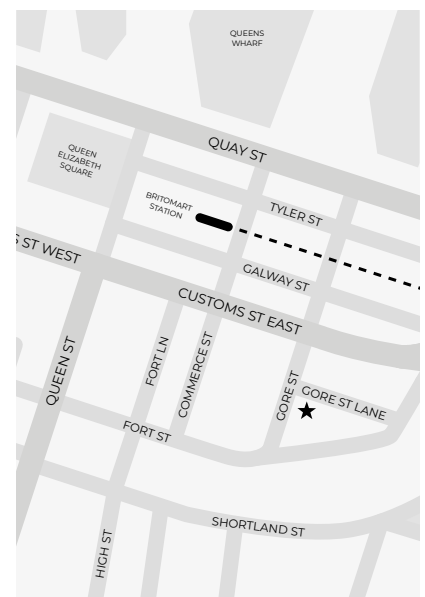 QUEENS
WHARF
QUAY ST
QUEEN
ELIZABETH
SQUARE
BRITOMART
STATION
TYLER ST
S ST WEST
GALWAY ST
CUSTOMS ST EAST
QUEEN ST
FORT LN
COMMERCE ST
GORE ST
GORE ST LANE
FORT ST
SHORTLAND ST
HIGH ST